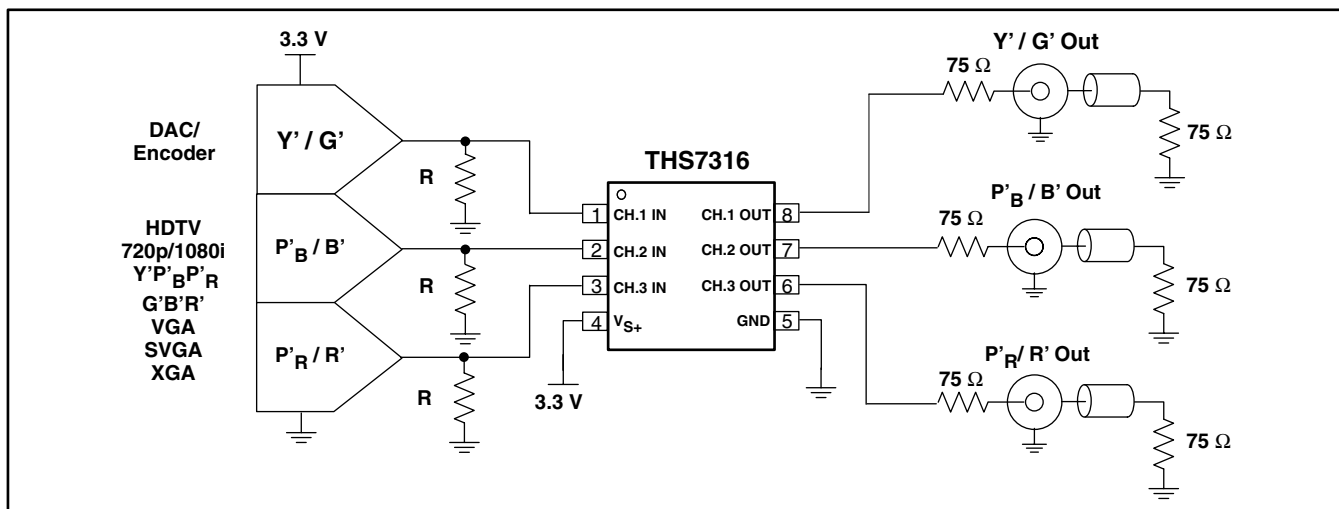 3.3 V
DAC/
Encoder
HDTV
720p/1080i
Y'P'BP'R
G'B'R'
VGA
SVGA
XGA
Y' / G'
P'B / B'
P'R / R'
R
R
R
THS7316
1 CH.1 IN CH.1 OUT 8
2 CH.2 IN CH.2 OUT 7
3 CH.3 IN CH.3 OUT 6
4 VS+ GND 5
3.3 V
Y' / G' Out
75 Ω
75 Ω
P'B / B' Out
75 Ω
75 Ω
P'R/ R' Out
75 Ω
75 Ω